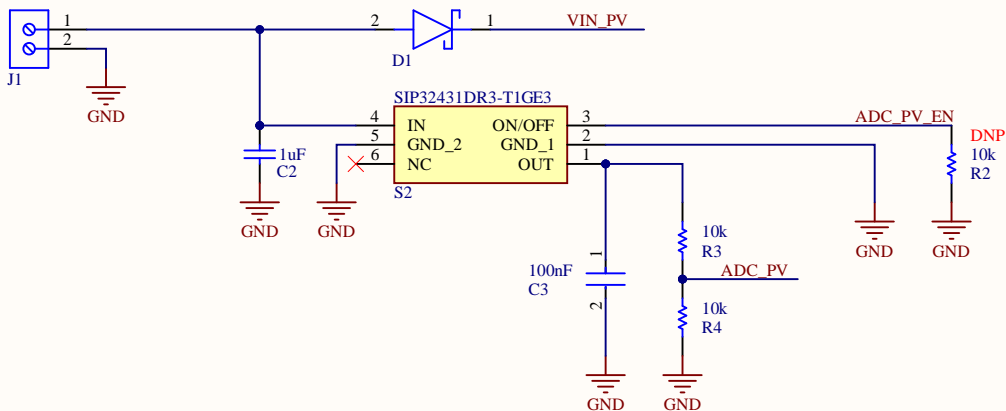 1
2
J1
GND
2
1
VIN_PV
D1
SIP32431DR3-T1GE3
4
IN
ON/OFF
3
ADC_PV_EN
5
GND_2
GND_1
2
6
NC
OUT
1
S2
1uF
C2
GND
GND
DNP
10k
R2
GND
GND
10k
R3
ADC_PV
1
100nF
C3
2
10k
R4
GND
GND